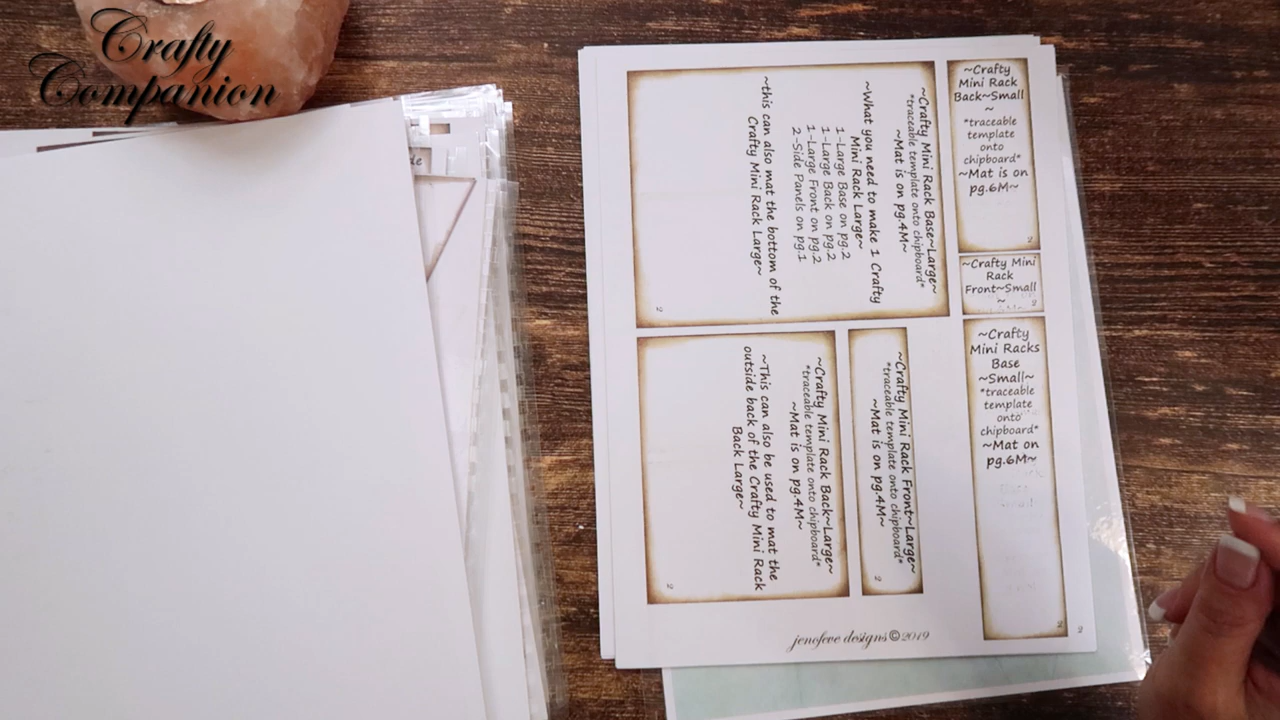 Crafty
Companion
~Crafty Mini Rack Base~Large~
*traceable template onto chipboard*
~Mat is on pg.4M~
~What you need to make 1 Crafty
Mini Rack Large~
1-Large Base on pg.2
1-Large Back on pg.2
1-Large Front on pg.2
2-Side Panels on pg.1
~this can also mat the bottom of the
Crafty Mini Rack Large~
2
~Crafty
Mini Rack
Back~Small
~
*traceable
template
onto
chipboard*
~Mat is on
pg.6M~
2
~Crafty Mini
Rack
Front~Small
~
2
~Crafty Mini Rack Back~Large~
*traceable template onto chipboard*
~Mat is on pg.4M~
~This can also be used to mat the
outside back of the Crafty Mini Rack
Back Large~
2
~Crafty Mini Rack Front~Large~
*traceable template onto chipboard*
~Mat is on pg.4M~
2
~Crafty
Mini Racks
Base
~Small~
*traceable
template
onto
chipboard*
~Mat on
pg.6M~
2
2
jenofeve designs©2019